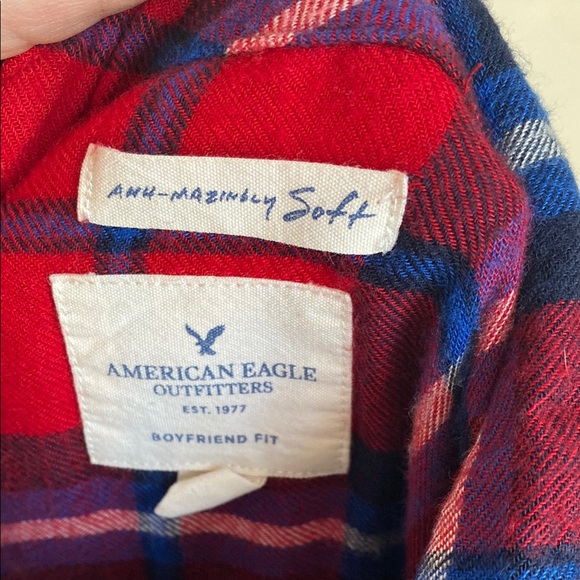 AHH-MAZINGLY Soft
AMERICAN EAGLE
OUTFITTERS
EST. 1977
BOYFRIEND FIT